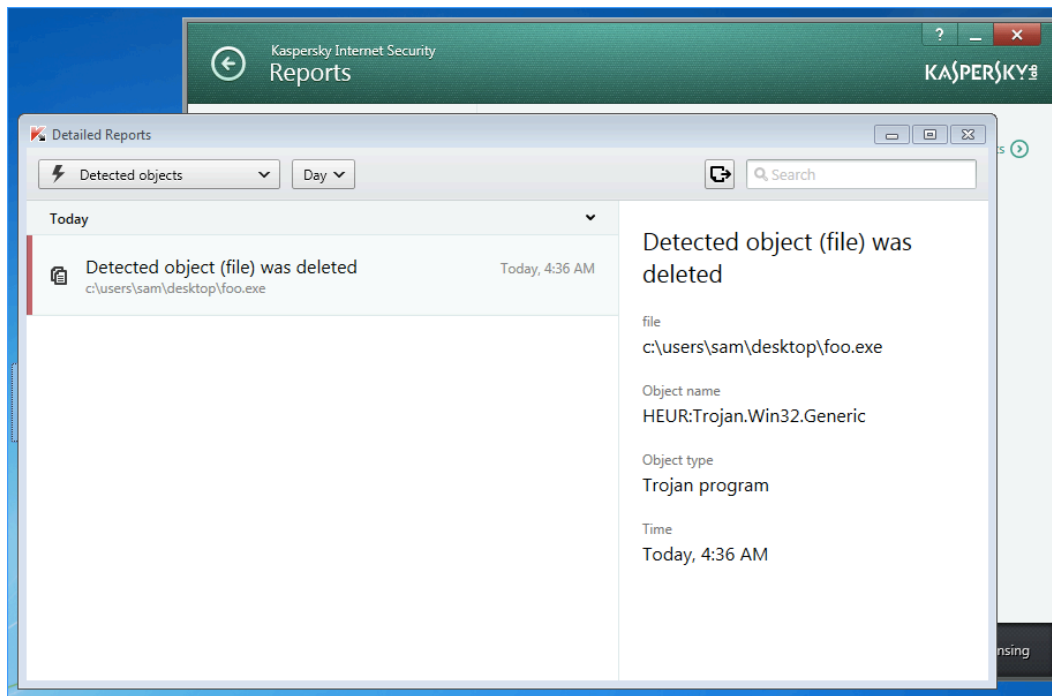 Kaspersky Internet Security
Reports
?
KASPERSKY lab
Detailed Reports
Detected objects
Day
Search
Today
Detected object (file) was deleted
Today, 4:36 AM
c:\users\sam\desktop\foo.exe
Detected object (file) was
deleted
file
c:\users\sam\desktop\foo.exe
Object name
HEUR:Trojan.Win32.Generic
Object type
Trojan program
Time
Today, 4:36 AM